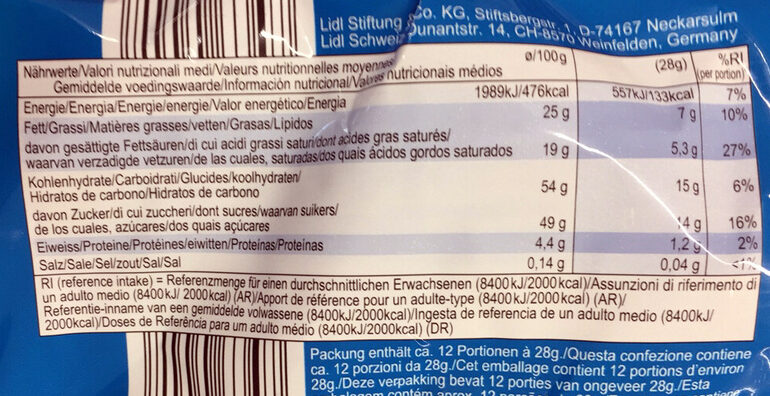 Lidl Stiftung & Co. KG, Stiftsbergstr. 1, D-74167 Neckarsulm
Lidl Schweiz Dunantstr. 14, CH-8570 Weinfelden, Germany
Nährwerte/Valori nutrizionali medi/Valeurs nutritionnelles moyennes
Gemiddelde voedingswaarde/Información nutricional/Valores nutricionais médios
ø/100g (28g) %RI (per portion)
Energie/Energia/Energie/energie/Valor energético/Energia 1989kJ/476kcal 557kJ/133kcal 7%
Fett/Grassi/Matières grasses/vetten/Grasas/Lípidos 25 g 7 g 10%
davon gesättigte Fettsäuren/di cui acidi grassi saturi/dont acides gras saturés/
waarvan verzadigde vetzuren/de las cuales, saturadas/dos quais ácidos gordos saturados 19 g 5,3 g 27%
Kohlenhydrate/Carboidrati/Glucides/koolhydraten/
Hidratos de carbono/Hidratos de carbono 54 g 15 g 6%
davon Zucker/di cui zuccheri/dont sucres/waarvan suikers/
de los cuales, azúcares/dos quais açúcares 49 g 14 g 16%
Eiweiss/Proteine/Protéines/eiwitten/Proteínas/Proteínas 4,4 g 1,2 g 2%
Salz/Sale/Sel/zout/Sal/Sal 0,14 g 0,04 g <1%
RI (reference intake) = Referenzmenge für einen durchschnittlichen Erwachsenen (8400kJ/2000kcal)/Assunzioni di riferimento di
un adulto medio (8400kJ/ 2000kcal) (AR)/Apport de référence pour un adulte-type (8400kJ/2000kcal) (AR)/
Referentie-inname van een gemiddelde volwassene (8400kJ/2000kcal)/Ingesta de referencia de un adulto medio (8400kJ/
2000kcal)/Doses de Referência para um adulto médio (8400kJ/2000kcal) (DR)
Packung enthält ca. 12 Portionen à 28g./Questa confezione contiene
ca. 12 porzioni da 28g./Cet emballage contient 12 portions d'environ
28g./Deze verpakking bevat 12 porties van ongeveer 28g./Esta
contém aprox. 12